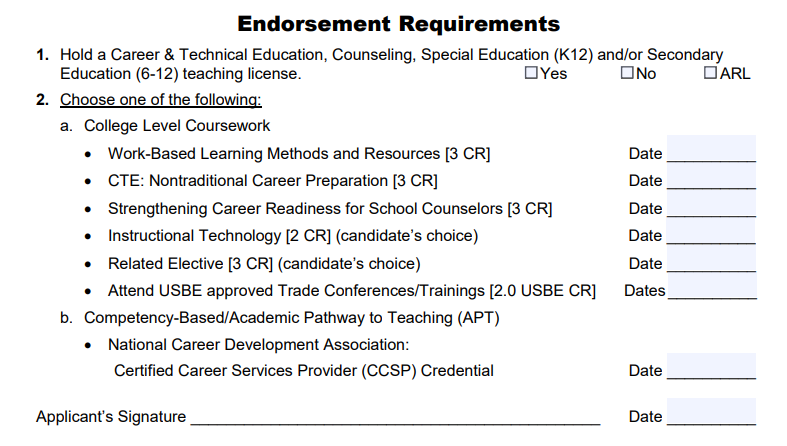 Endorsement Requirements
1. Hold a Career & Technical Education, Counseling, Special Education (K12) and/or Secondary
Education (6-12) teaching license. ☐Yes ☐No ☐ARL
2. Choose one of the following:
a. College Level Coursework
• Work-Based Learning Methods and Resources [3 CR] Date __________
• CTE: Nontraditional Career Preparation [3 CR] Date __________
• Strengthening Career Readiness for School Counselors [3 CR] Date __________
• Instructional Technology [2 CR] (candidate’s choice) Date __________
• Related Elective [3 CR] (candidate’s choice) Date __________
• Attend USBE approved Trade Conferences/Trainings [2.0 USBE CR] Dates__________
b. Competency-Based/Academic Pathway to Teaching (APT)
• National Career Development Association:
Certified Career Services Provider (CCSP) Credential Date __________
Applicant’s Signature ______________________________________________ Date __________